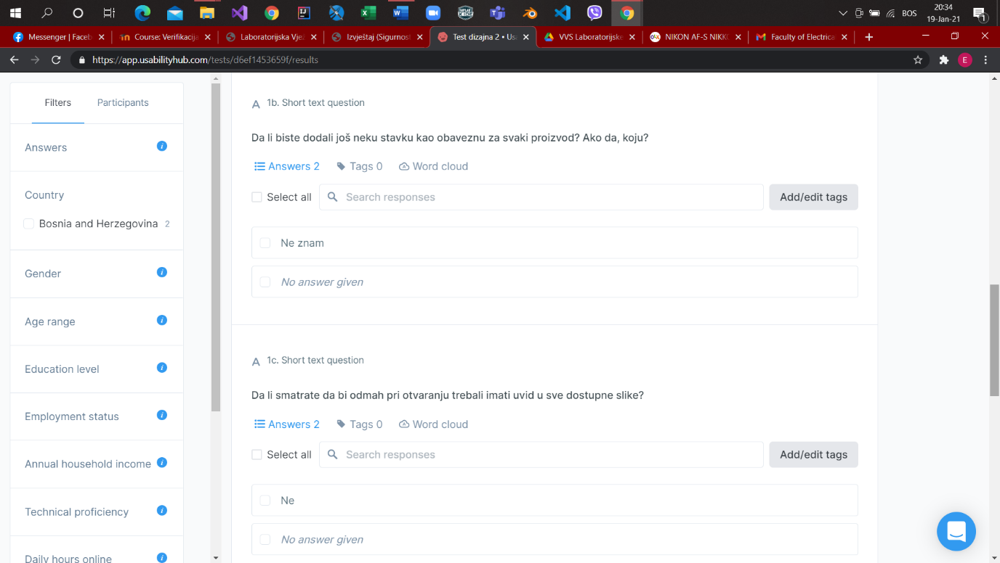 BOS
20:34
19-Jan-21
1
Messenger | Faceb
Course: Verifikacija
Laboratorijska Vjež
Izvještaj (Sigurnost
Test dizajna 2 • Us
VVS Laboratorijske
NIKON AF-S NIKK
Faculty of Electrica
https://app.usabilityhub.com/tests/d6ef1453659f/results
E
Filters
Participants
Answers
Country
Bosnia and Herzegovina 2
Gender
Age range
Education level
Employment status
Annual household income
Technical proficiency
Daily hours online
1b. Short text question
Da li biste dodali još neku stavku kao obaveznu za svaki proizvod? Ako da, koju?
Answers 2 Tags 0 Word cloud
Select all Search responses Add/edit tags
Ne znam
No answer given
1c. Short text question
Da li smatrate da bi odmah pri otvaranju trebali imati uvid u sve dostupne slike?
Answers 2 Tags 0 Word cloud
Select all Search responses Add/edit tags
Ne
No answer given